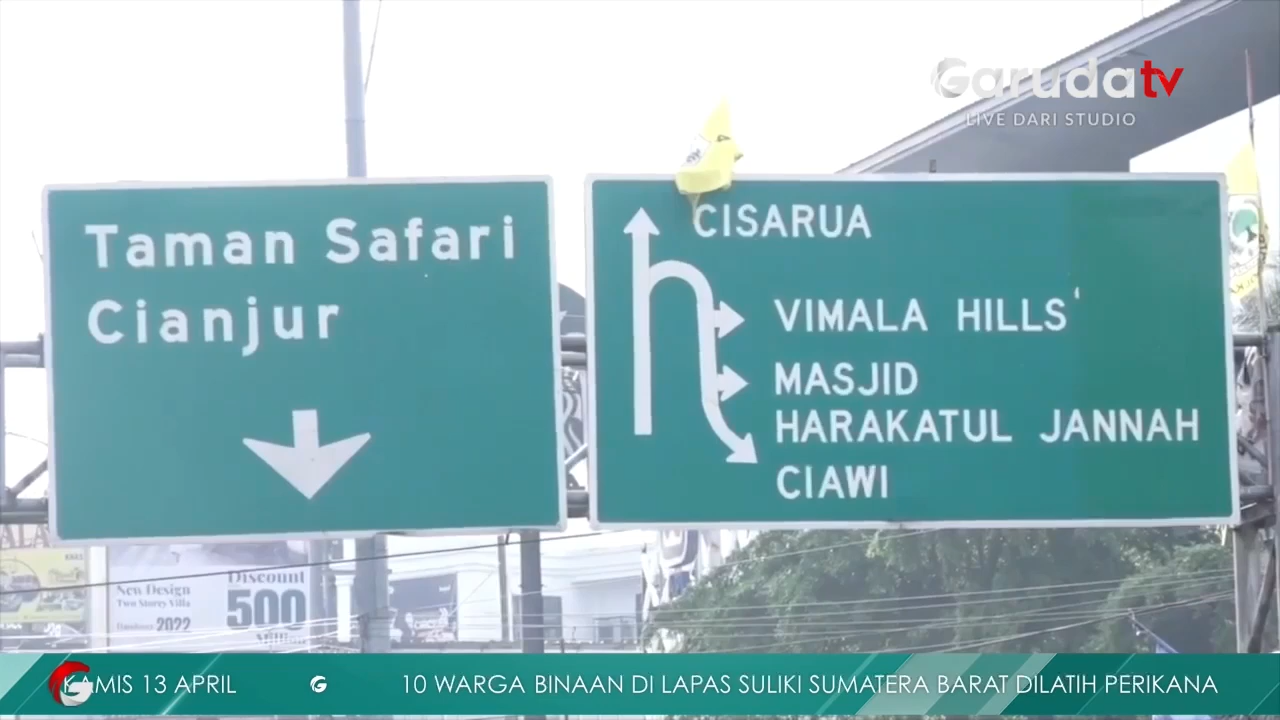 Garudatv
LIVE DARI STUDIO
Taman Safari
Cianjur
CISARUA
VIMALA HILLS
MASJID
HARAKATUL JANNAH
CIAWI
New Design
Two Storey Villa
2022
Discount
500
Million
KAMIS 13 APRIL
10 WARGA BINAAN DI LAPAS SULIKI SUMATERA BARAT DILATIH PERIKANA